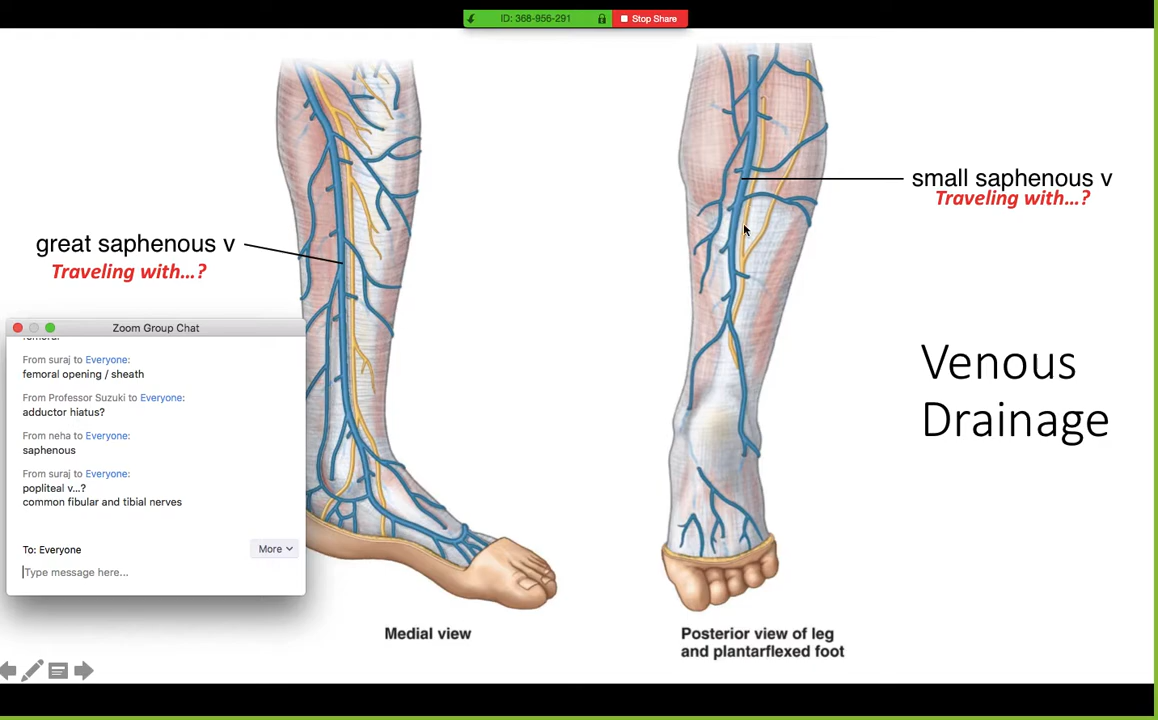 ID: 368-956-291
Stop Share
great saphenous v
Traveling with...?
small saphenous v
Traveling with...?
Venous
Drainage
Zoom Group Chat
From suraj to Everyone:
femoral opening / sheath
From Professor Suzuki to Everyone:
adductor hiatus?
From neha to Everyone:
saphenous
From suraj to Everyone:
popliteal v...?
common fibular and tibial nerves
To: Everyone
More
Type message here...
Medial view
Posterior view of leg
and plantarflexed foot